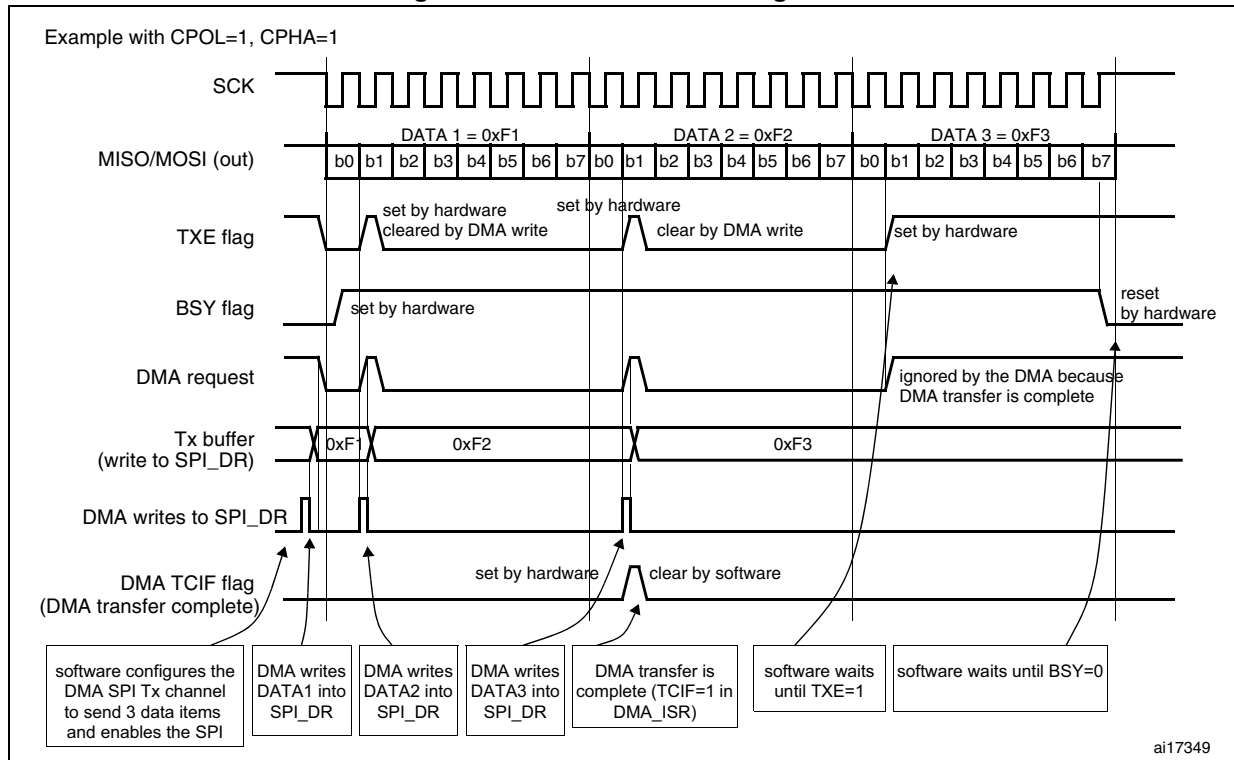 Example with CPOL=1, CPHA=1
SCK
DATA 1 = 0xF1 DATA 2 = 0xF2 DATA 3 = 0xF3
MISO/MOSI (out) b0 b1 b2 b3 b4 b5 b6 b7 b0 b1 b2 b3 b4 b5 b6 b7 b0 b1 b2 b3 b4 b5 b6 b7
TXE flag
set by hardware
cleared by DMA write
set by hardware
clear by DMA write
set by hardware
BSY flag
set by hardware
reset
by hardware
DMA request
ignored by the DMA because
DMA transfer is complete
Tx buffer
(write to SPI_DR)
0xF1 0xF2 0xF3
DMA writes to SPI_DR
DMA TCIF flag
(DMA transfer complete)
set by hardware clear by software
software configures the
DMA SPI Tx channel
to send 3 data items
and enables the SPI
DMA writes
DATA1 into
SPI_DR
DMA writes
DATA2 into
SPI_DR
DMA writes
DATA3 into
SPI_DR
DMA transfer is
complete (TCIF=1 in
DMA_ISR)
software waits
until TXE=1
software waits until BSY=0
ai17349